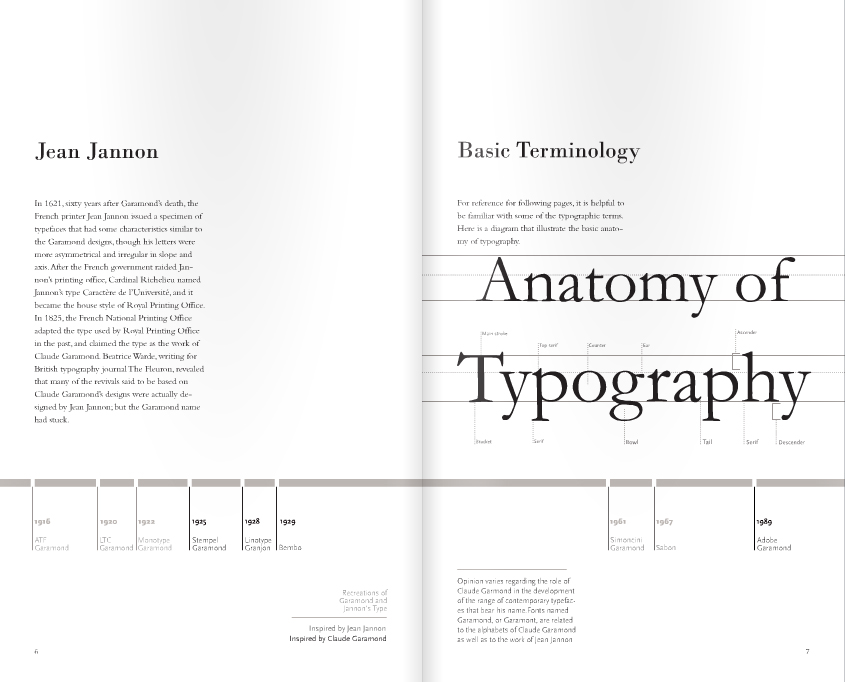 Jean Jannon
In 1621, sixty years after Garamond's death, the
French printer Jean Jannon issued a specimen of
typefaces that had some characteristics similar to
the Garamond designs, though his letters were
more asymmetrical and irregular in slope and
axis. After the French government raided Jan-
non's printing office, Cardinal Richelieu named
Jannon's type Caractère de l'Université, and it
became the house style of Royal Printing Office.
In 1825, the French National Printing Office
adapted the type used by Royal Printing Office
in the past, and claimed the type as the work of
Claude Garamond. Beatrice Warde, writing for
British typography journal The Fleuron, revealed
that many of the revivals said to be based on
Claude Garamond's designs were actually de-
signed by Jean Jannon; but the Garamond name
had stuck.
1916
ATF
Garamond
1920
LTC
Garamond
1922
Monotype
Garamond
1925
Stempel
Garamond
1928
Linotype
Granjon
1929
Bembo
Recreations of
Garamond and
Jannon's Type
Inspired by Jean Jannon
Inspired by Claude Garamond
6
Basic Terminology
For reference for following pages, it is helpful to
be familiar with some of the typographic terms.
Here is a diagram that illustrate the basic anato-
my of typography.
Anatomy of
Main stroke
Top serif
Counter
Ear
Ascender
Typography
Bracket
Serif
Bowl
Tail
Serif
Descender
1961
Simoncini
Garamond
1967
Sabon
1989
Adobe
Garamond
Opinion varies regarding the role of
Claude Garmond in the development
of the range of contemporary typefac-
es that bear his name. Fonts named
Garamond, or Garamont, are related
to the alphabets of Claude Garamond
as well as to the work of Jean Jannon
7